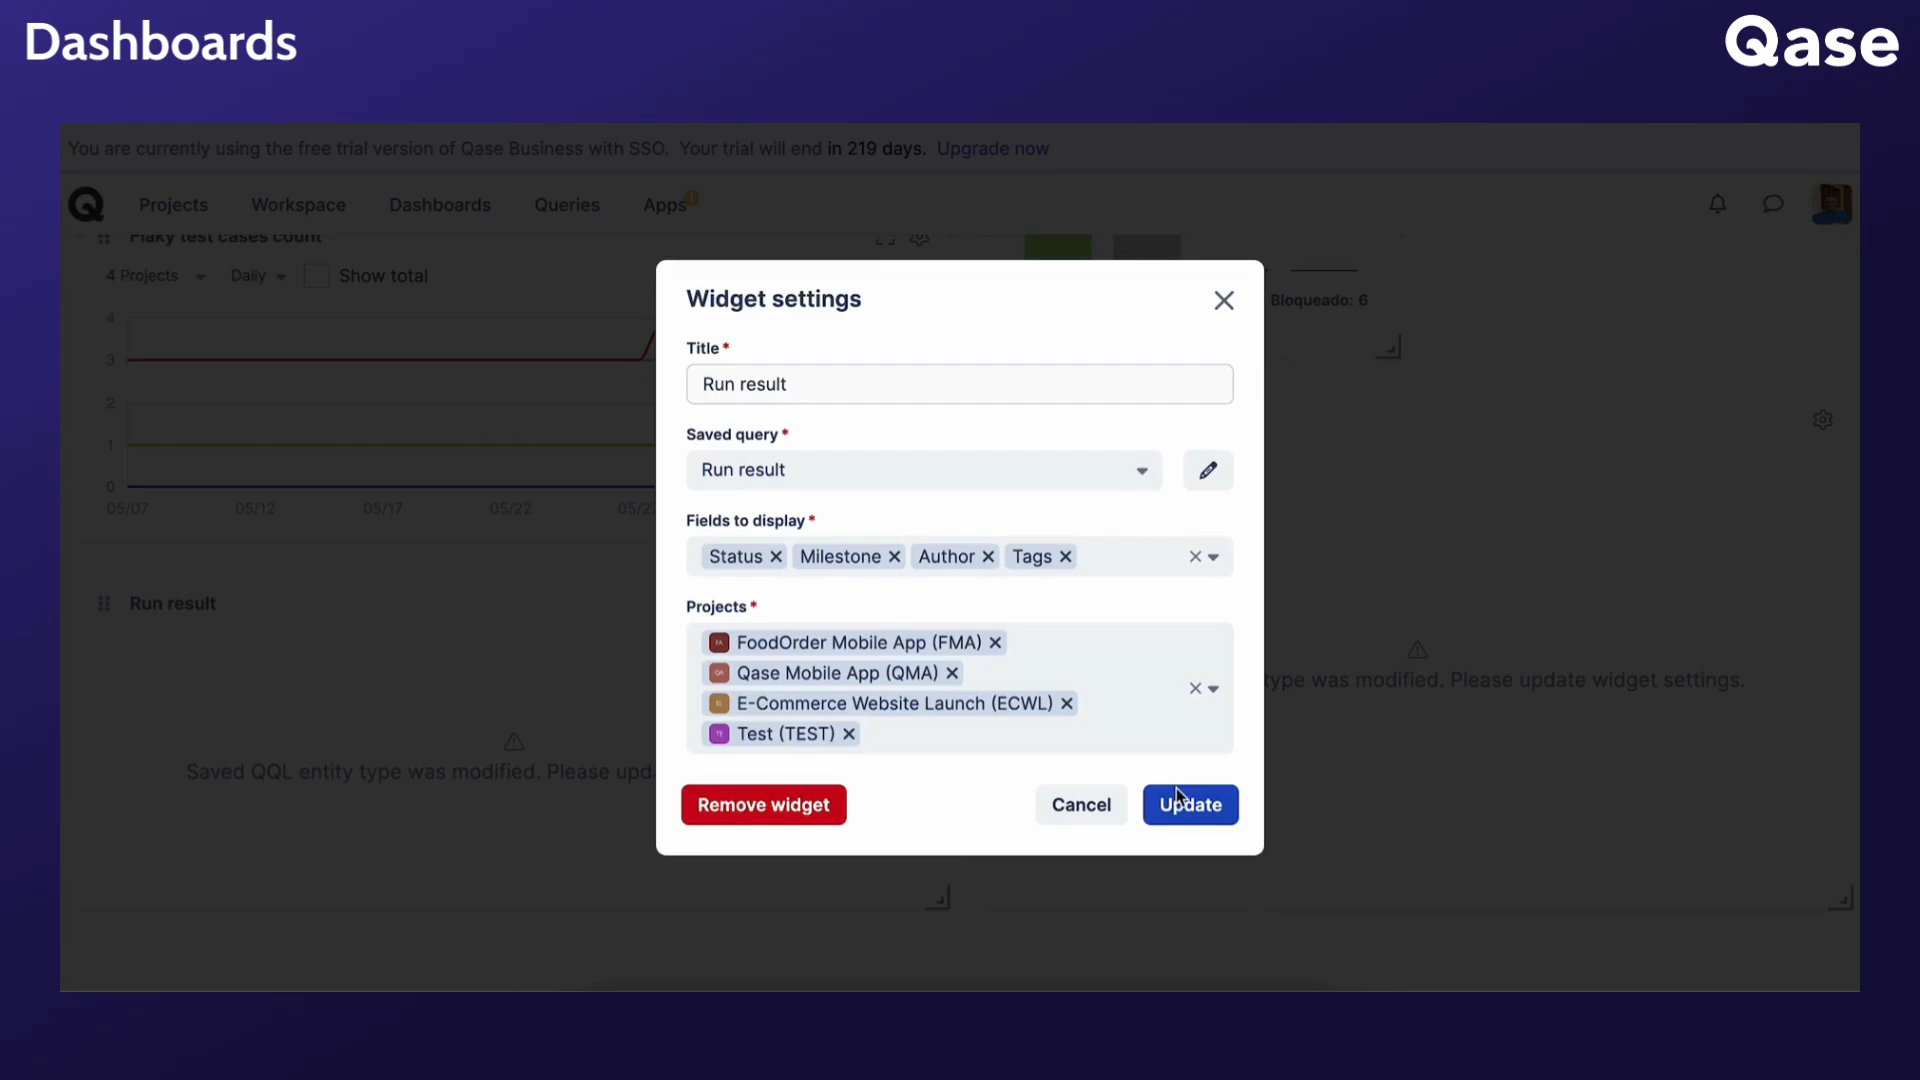 Dashboards
Qase
You are currently using the free trial version of Qase Business with SSO. Your trial will end in 219 days. Upgrade now
Projects
Workspace
Dashboards
Queries
Apps
Flaky test cases count
4 Projects
Daily
Show total
4
3
2
1
0
05/07
05/12
05/17
05/22
Bloqueado: 6
Widget settings
Title *
Run result
Saved query *
Run result
Fields to display *
Status
Milestone
Author
Tags
Projects *
FoodOrder Mobile App (FMA)
Qase Mobile App (QMA)
E-Commerce Website Launch (ECWL)
Test (TEST)
Remove widget
Cancel
Update
Run result
Saved QQL entity type was modified. Please
type was modified. Please update widget settings.